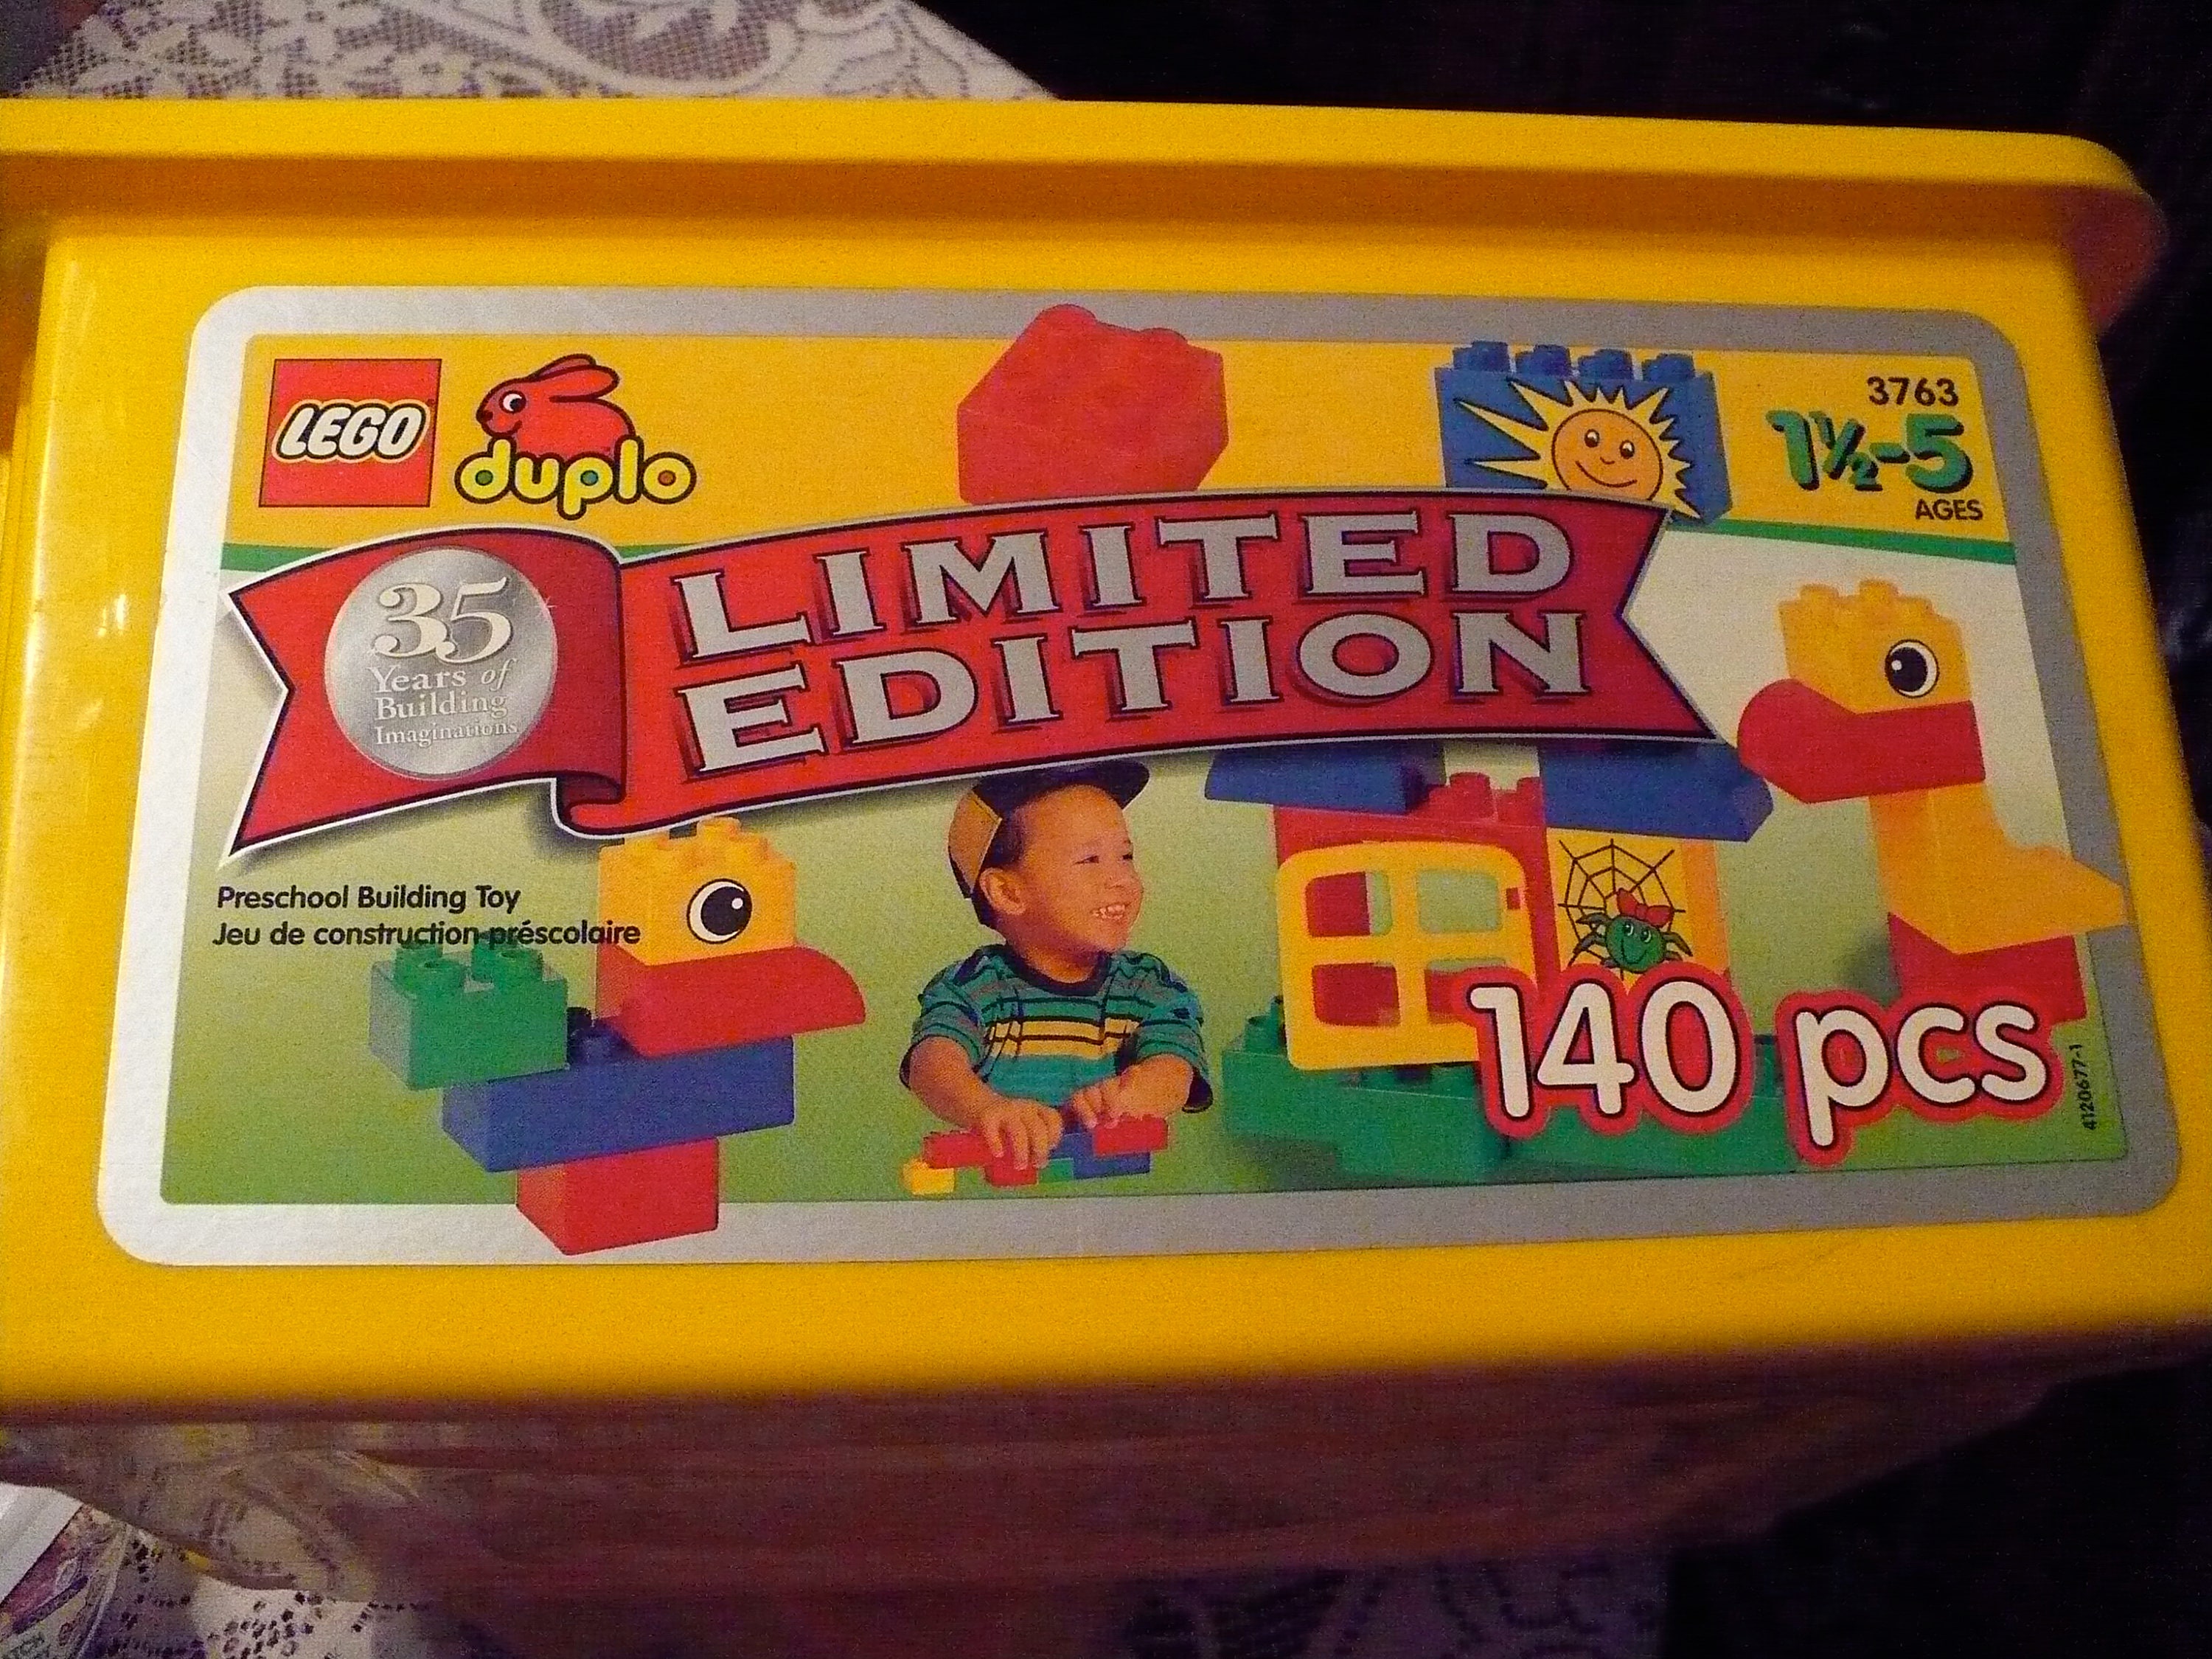 LEGO
duplo
3763
1½-5
AGES
35
Years of
Building
Imaginations
LIMITED
EDITION
Preschool Building Toy
Jeu de construction préscolaire
140 pcs
4120677-1